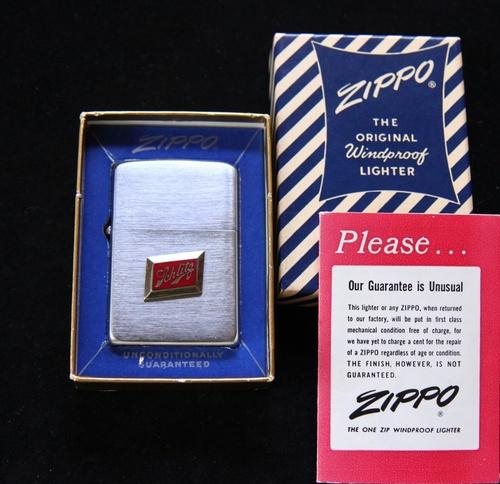 ZIPPO
Schlitz
UNCONDITIONALLY
GUARANTEED
ZIPPO®
THE
ORIGINAL
Windproof
LIGHTER
Please...
Our Guarantee is Unusual
This lighter or any ZIPPO, when returned
to our factory, will be put in first class
mechanical condition free of charge, for
we have yet to charge a cent for the repair
of a ZIPPO regardless of age or condition.
THE FINISH, HOWEVER, IS NOT
GUARANTEED.
ZIPPO®
THE ONE ZIP WINDPROOF LIGHTER